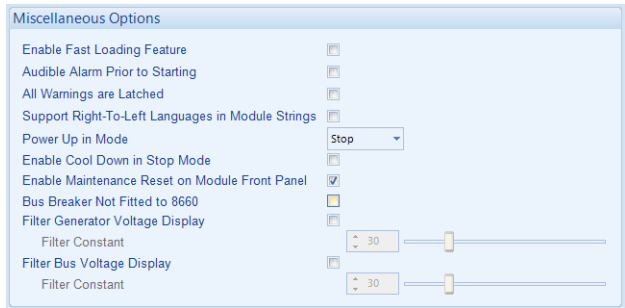 Miscellaneous Options
Enable Fast Loading Feature
Audible Alarm Prior to Starting
All Warnings are Latched
Support Right-To-Left Languages in Module Strings
Power Up in Mode Stop
Enable Cool Down in Stop Mode
Enable Maintenance Reset on Module Front Panel
Bus Breaker Not Fitted to 8660
Filter Generator Voltage Display
Filter Constant 30
Filter Bus Voltage Display
Filter Constant 30